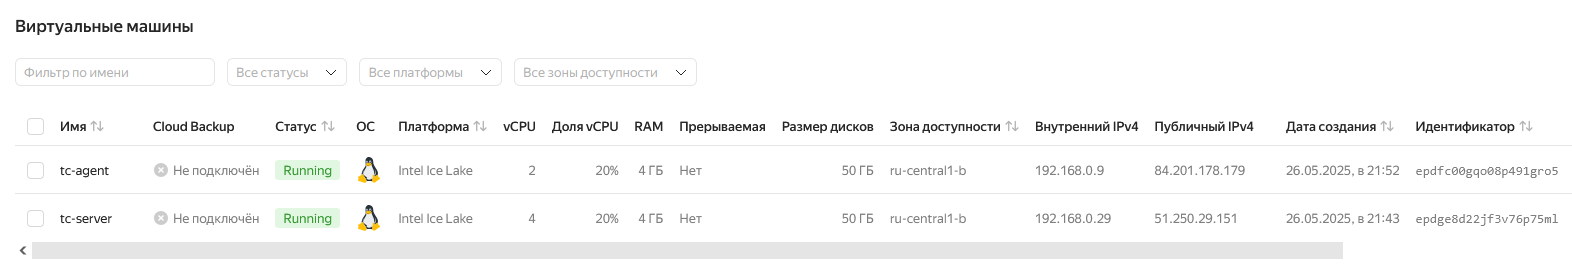 Виртуальные машины
Фильтр по имени Все статусы Все платформы Все зоны доступности
Имя Cloud Backup Статус ОС Платформа vCPU Доля vCPU RAM Прерываемая Размер дисков Зона доступности Внутренний IPv4 Публичный IPv4 Дата создания Идентификатор
tc-agent Не подключён Running Intel Ice Lake 2 20% 4 ГБ Нет 50 ГБ ru-central1-b 192.168.0.9 84.201.178.179 26.05.2025, в 21:52 epdfc00gqo08p491gro5
tc-server Не подключён Running Intel Ice Lake 4 20% 4 ГБ Нет 50 ГБ ru-central1-b 192.168.0.29 51.250.29.151 26.05.2025, в 21:43 epdge8d22jf3v76p75ml